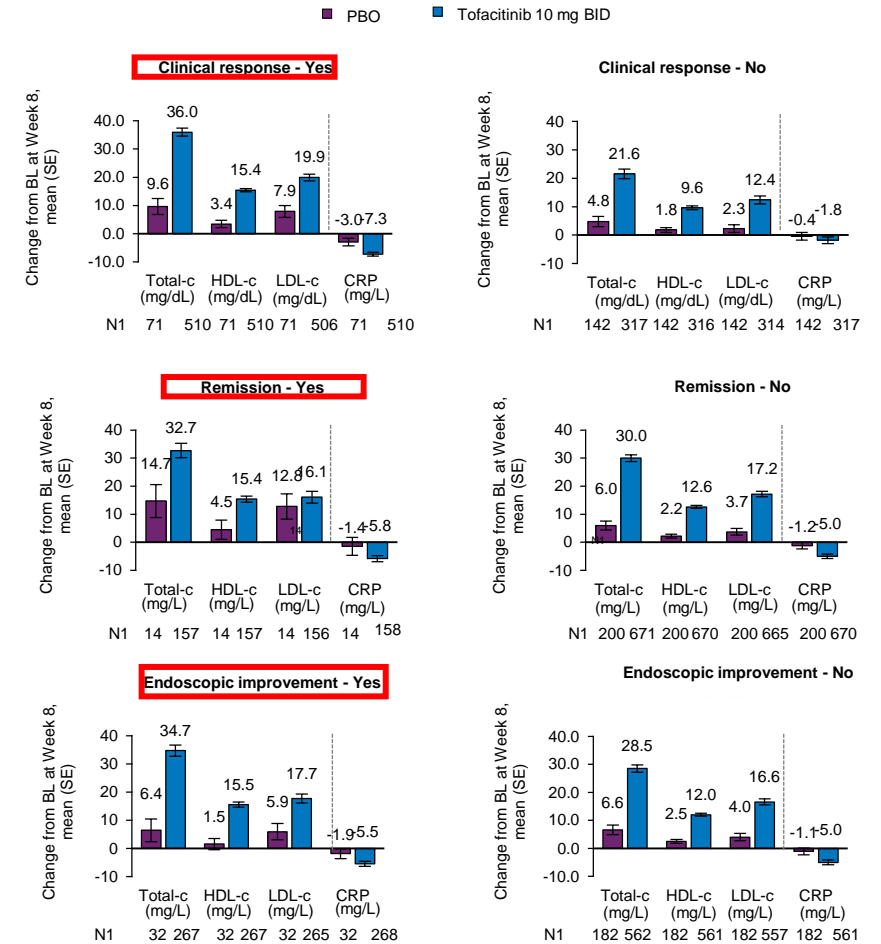 PBO Tofacitinib 10 mg BID
Clinical response - Yes
Change from BL at Week 8,
mean (SE)
40.0
30.0
20.0
10.0
0.0
-10.0
9.6 36.0 3.4 15.4 7.9 19.9 -3.0 -7.3
Total-c HDL-c LDL-c CRP
(mg/dL) (mg/dL) (mg/dL) (mg/L)
N1 71 510 71 510 71 506 71 510
Clinical response - No
Change from BL at Week 8,
mean (SE)
40
30
20
10
0
-10
4.8 21.6 1.8 9.6 2.3 12.4 -0.4 -1.8
Total-c HDL-c LDL-c CRP
(mg/dL) (mg/dL) (mg/dL) (mg/L)
N1 142 317 142 316 142 314 142 317
Remission - Yes
Change from BL at Week 8,
mean (SE)
40
30
20
10
0
-10
14.7 32.7 4.5 15.4 12.8 16.1 -1.4 -5.8
14
Total-c HDL-c LDL-c CRP
(mg/L) (mg/L) (mg/L) (mg/L)
N1 14 157 14 157 14 156 14 158
Remission - No
Change from BL at Week 8,
mean (SE)
40
30
20
10
0
-10
6.0 30.0 2.2 12.6 3.7 17.2 -1.2 -5.0
N1
Total-c HDL-c LDL-c CRP
(mg/L) (mg/L) (mg/L) (mg/L)
N1 200 671 200 670 200 665 200 670
Endoscopic improvement - Yes
Change from BL at Week 8,
mean (SE)
40
30
20
10
0
-10
6.4 34.7 1.5 15.5 5.9 17.7 -1.9 -5.5
Total-c HDL-c LDL-c CRP
(mg/L) (mg/L) (mg/L) (mg/L)
N1 32 267 32 267 32 265 32 268
Endoscopic improvement - No
Change from BL at Week 8,
mean (SE)
40.0
30.0
20.0
10.0
0.0
-10.0
6.6 28.5 2.5 12.0 4.0 16.6 -1.1 -5.0
Total-c HDL-c LDL-c CRP
(mg/L) (mg/L) (mg/L) (mg/L)
N1 182 562 182 561 182 557 182 561